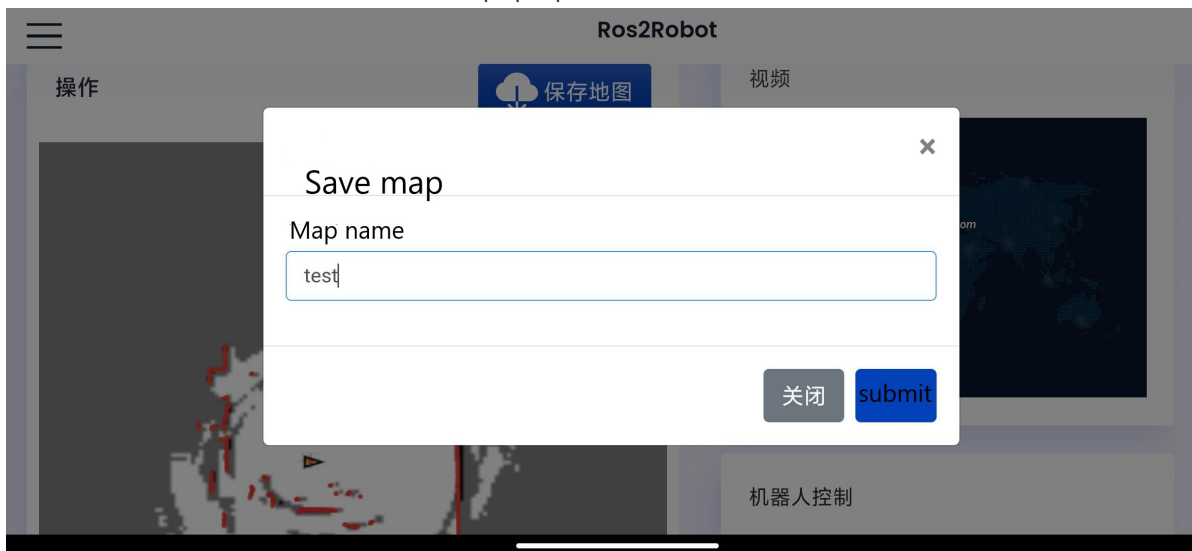 Ros2Robot
操作
保存地图
视频
×
Save map
Map name
om
test
关闭
submit
机器人控制